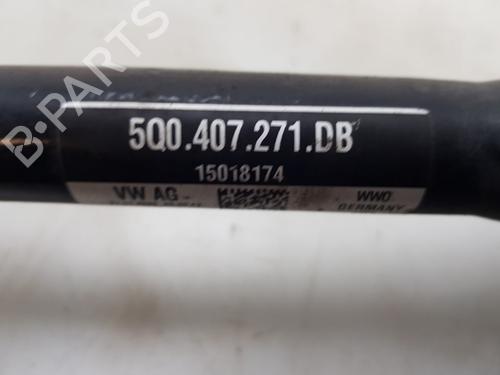 B-PARTS
5Q0.407.271.DB
15018174
VW AG
WWO
GERMANY